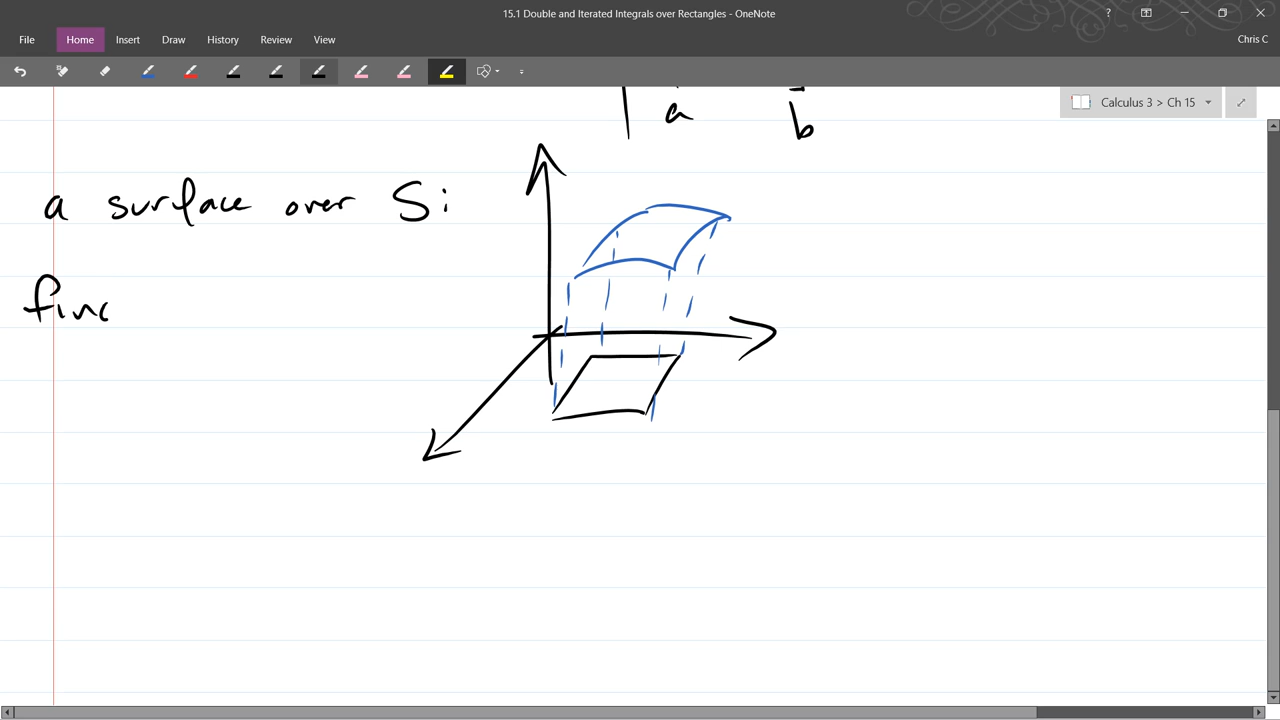 15.1 Double and Iterated Integrals over Rectangles - OneNote
File Home Insert Draw History Review View Chris C
Calculus 3 > Ch 15
a b
a surface over S:
finc